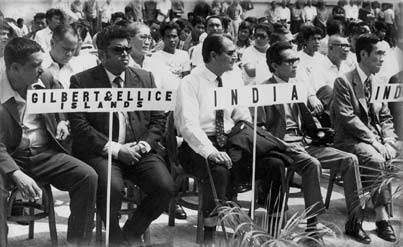 GILBERT & ELLICE
ISLANDS
INDIA
IND